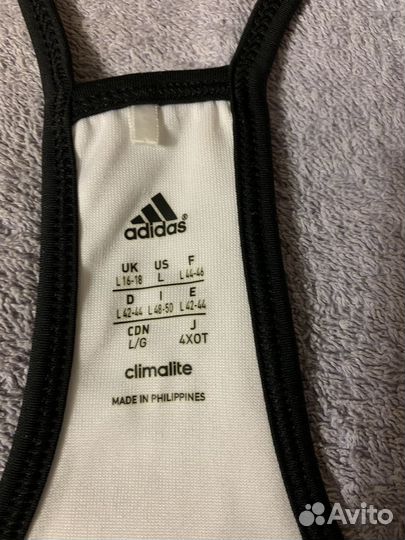 adidas®
UK US F
L 16-18 L L 44-46
D I E
L 42-44 L 48-50 L 42-44
CDN J
L/G 4XOT
climalite
MADE IN PHILIPPINES
Avito